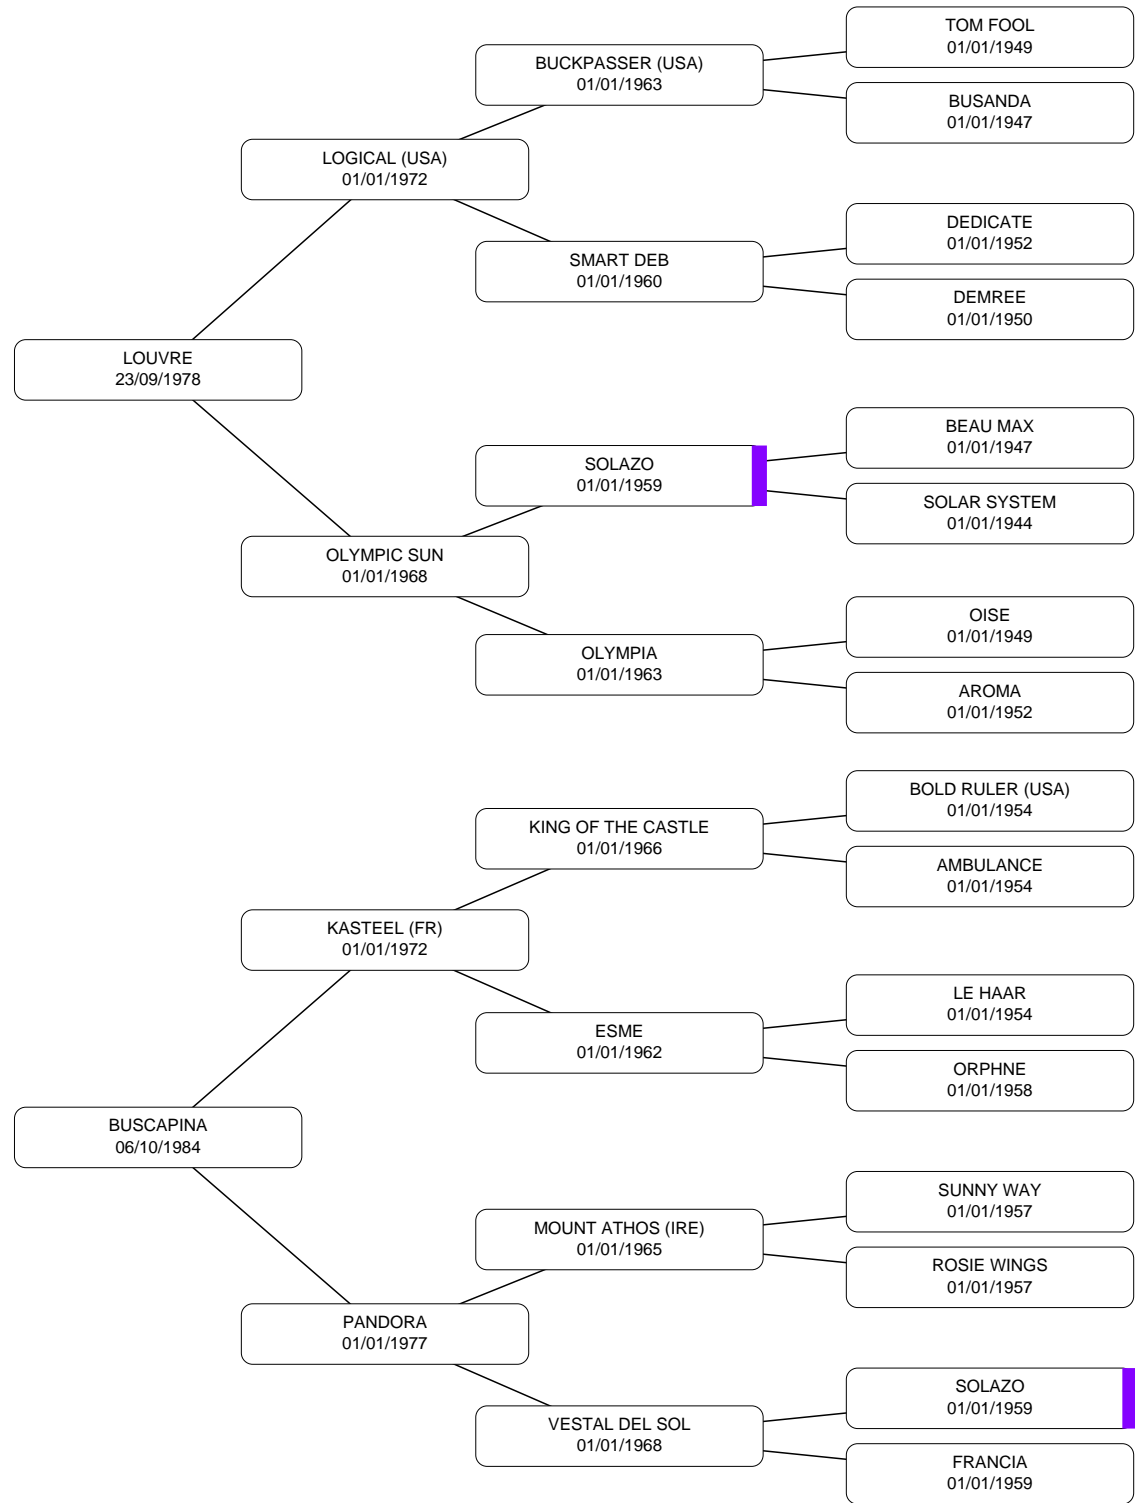 TOM FOOL
01/01/1949
BUCKPASSER (USA)
01/01/1963
BUSANDA
01/01/1947
LOGICAL (USA)
01/01/1972
DEDICATE
01/01/1952
SMART DEB
01/01/1960
DEMREE
01/01/1950
LOUVRE
23/09/1978
BEAU MAX
01/01/1947
SOLAZO
01/01/1959
SOLAR SYSTEM
01/01/1944
OLYMPIC SUN
01/01/1968
OISE
01/01/1949
OLYMPIA
01/01/1963
AROMA
01/01/1952
BOLD RULER (USA)
01/01/1954
KING OF THE CASTLE
01/01/1966
AMBULANCE
01/01/1954
KASTEEL (FR)
01/01/1972
LE HAAR
01/01/1954
ESME
01/01/1962
ORPHNE
01/01/1958
BUSCAPINA
06/10/1984
SUNNY WAY
01/01/1957
MOUNT ATHOS (IRE)
01/01/1965
ROSIE WINGS
01/01/1957
PANDORA
01/01/1977
SOLAZO
01/01/1959
VESTAL DEL SOL
01/01/1968
FRANCIA
01/01/1959